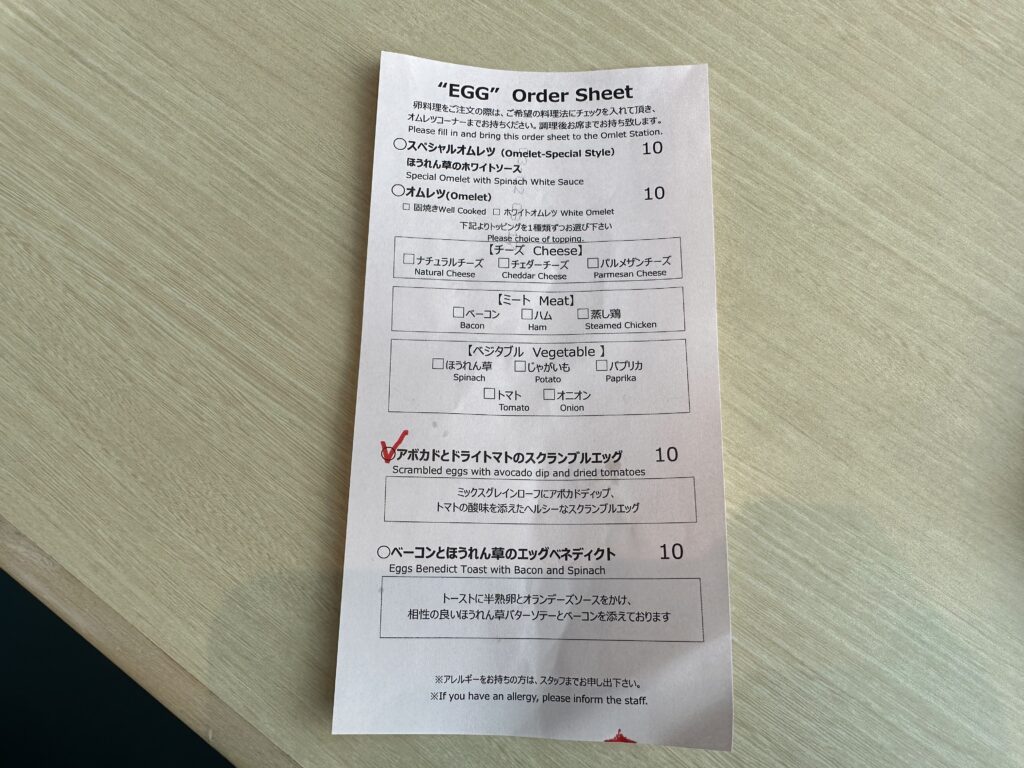 “EGG” Order Sheet
卵料理をご注文の際は、ご希望の料理法にチェックを入れて頂き、
オムレツコーナーまでお持ちください。調理後お席までお持ち致します。
Please fill in and bring this order sheet to the Omlet Station.
○スペシャルオムレツ（Omelet-Special Style） 10
ほうれん草のホワイトソース
Special Omelet with Spinach White Sauce
○オムレツ(Omelet) 10
□ 固焼きWell Cooked □ ホワイトオムレツ White Omelet
下記よりトッピングを1種類ずつお選び下さい
Please choice of topping.
【チーズ Cheese】
□ナチュラルチーズ □チェダーチーズ □パルメザンチーズ
Natural Cheese Cheddar Cheese Parmesan Cheese
【ミート Meat】
□ベーコン □ハム □蒸し鶏
Bacon Ham Steamed Chicken
【ベジタブル Vegetable 】
□ほうれん草 □じゃがいも □パプリカ
Spinach Potato Paprika
□トマト □オニオン
Tomato Onion
○アボカドとドライトマトのスクランブルエッグ 10
Scrambled eggs with avocado dip and dried tomatoes
ミックスグレインローフにアボカドディップ、
トマトの酸味を添えたヘルシーなスクランブルエッグ
○ベーコンとほうれん草のエッグベネディクト 10
Eggs Benedict Toast with Bacon and Spinach
トーストに半熟卵とオランデーズソースをかけ、
相性の良いほうれん草バターソテーとベーコンを添えております
※アレルギーをお持ちの方は、スタッフまでお申し出下さい。
※If you have an allergy, please inform the staff.